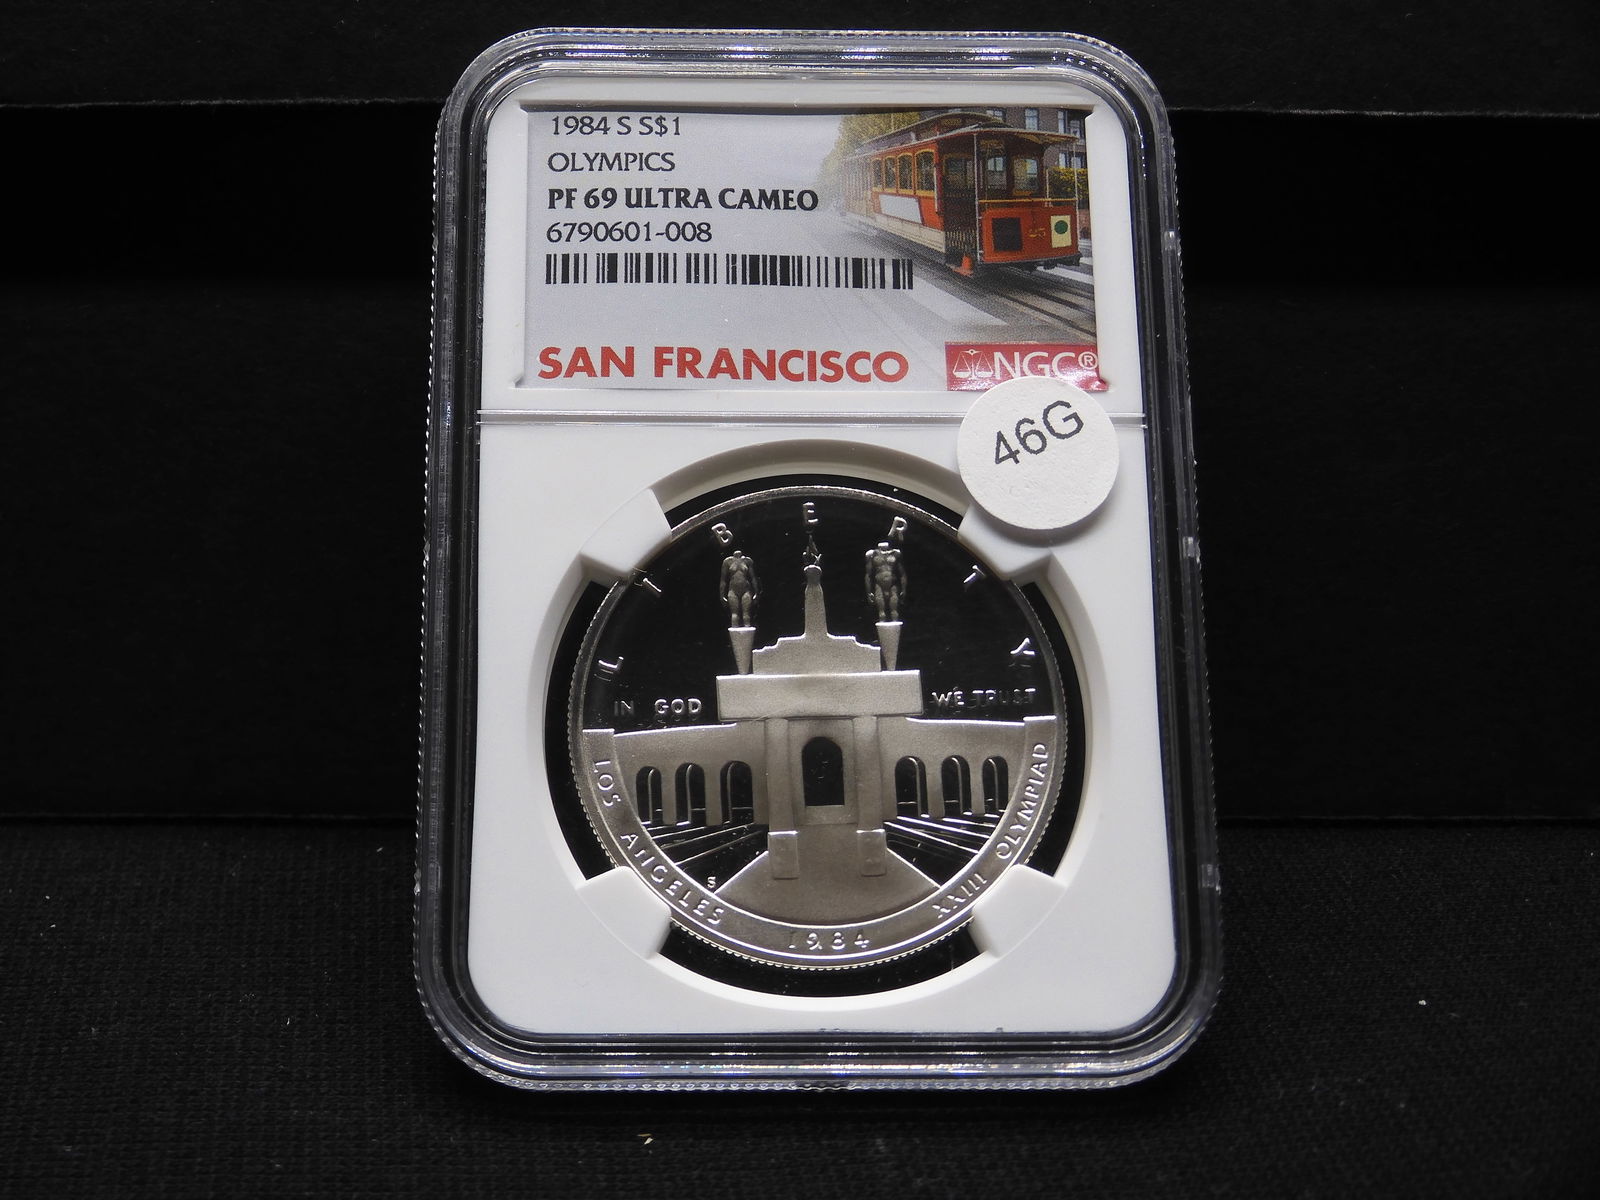 1984 S S$1
OLYMPICS
PF 69 ULTRA CAMEO
6790601-008
SAN FRANCISCO
NGC®
46G
LIBERTY
IN GOD WE TRUST
LOS ANGELES XXIII OLYMPIAD
S
1984